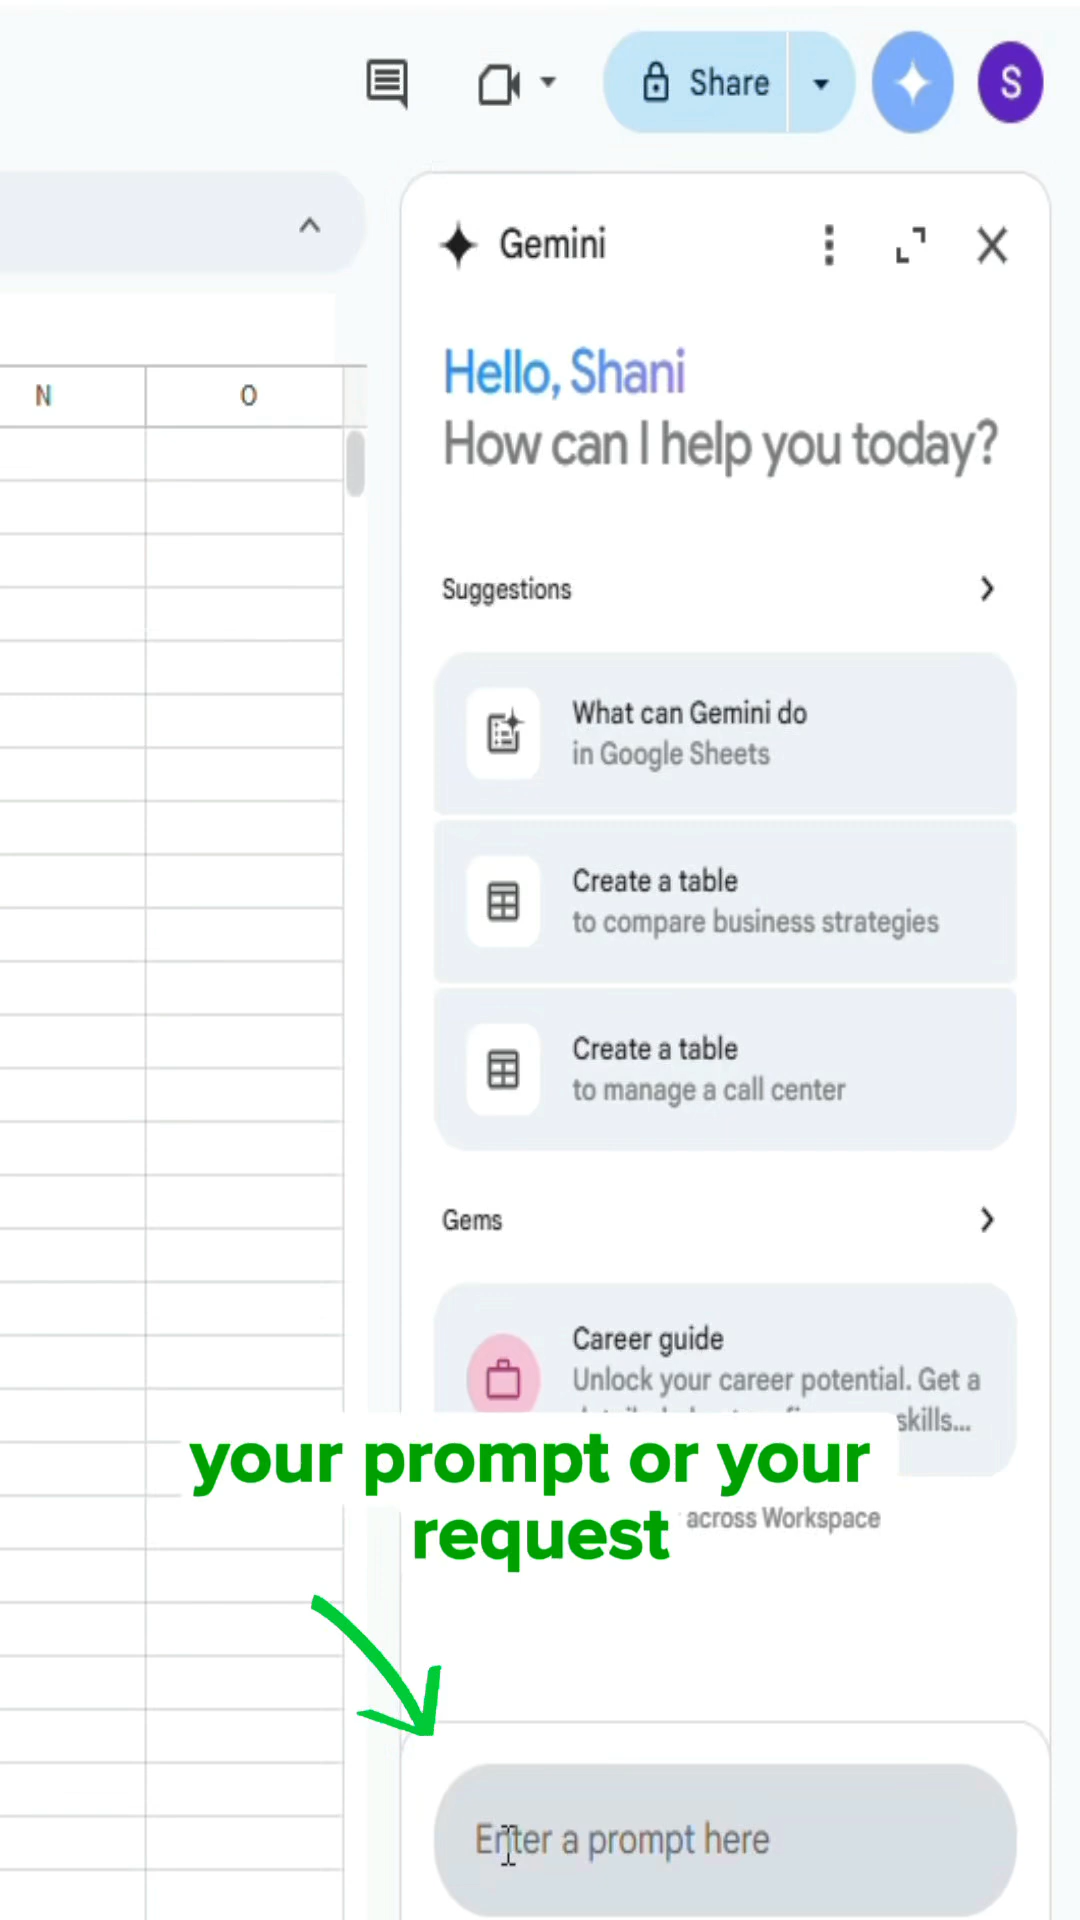 Share
S
Gemini
N
O
Hello, Shani
How can I help you today?
Suggestions
What can Gemini do
in Google Sheets
Create a table
to compare business strategies
Create a table
to manage a call center
Gems
Career guide
Unlock your career potential. Get a
skills...
your prompt or your
request
across Workspace
Enter a prompt here